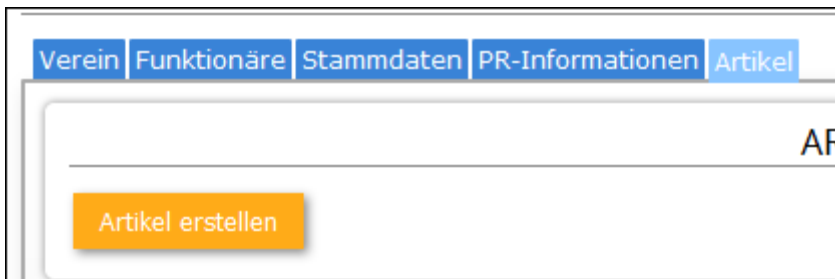 Verein Funktionäre Stammdaten PR-Informationen Artikel
Artikel erstellen